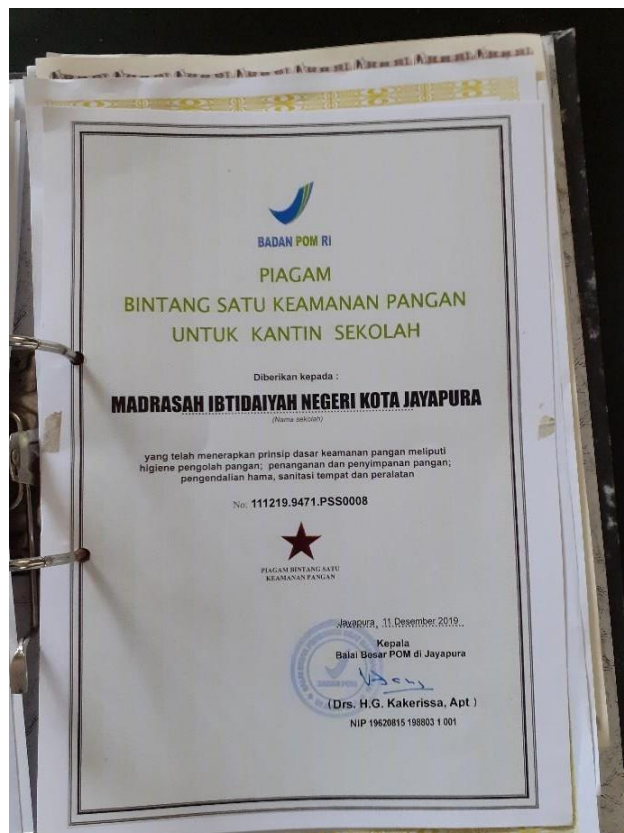 BADAN POM RI
PIAGAM
BINTANG SATU KEAMANAN PANGAN
UNTUK KANTIN SEKOLAH
Diberikan kepada :
MADRASAH IBTIDAIYAH NEGERI KOTA JAYAPURA
(Nama sekolah)
yang telah menerapkan prinsip dasar keamanan pangan meliputi
higiene pengolah pangan; penanganan dan penyimpanan pangan;
pengendalian hama, sanitasi tempat dan peralatan
No. 111219.9471.PSS0008
PIAGAM BINTANG SATU
KEAMANAN PANGAN
Jayapura, 11 Desember 2019
Kepala
Balai Besar POM di Jayapura
BADAN POM
(Drs. H.G. Kakerissa, Apt )
NIP 19620815 198803 1 001